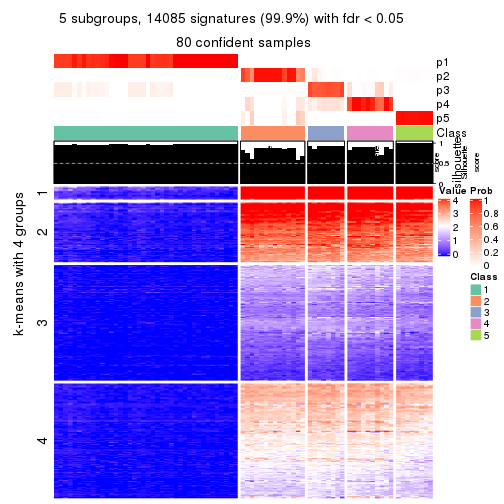 5 subgroups, 14085 signatures (99.9%) with fdr < 0.05
80 confident samples
p1
p2
p3
p4
p5
Class
1
0.5
0
silhouette
Silhouette
score
Value
4
3
2
1
0
Prob
1
0.8
0.6
0.4
0.2
0
Class
1
2
3
4
5
k-means with 4 groups
1
2
3
4